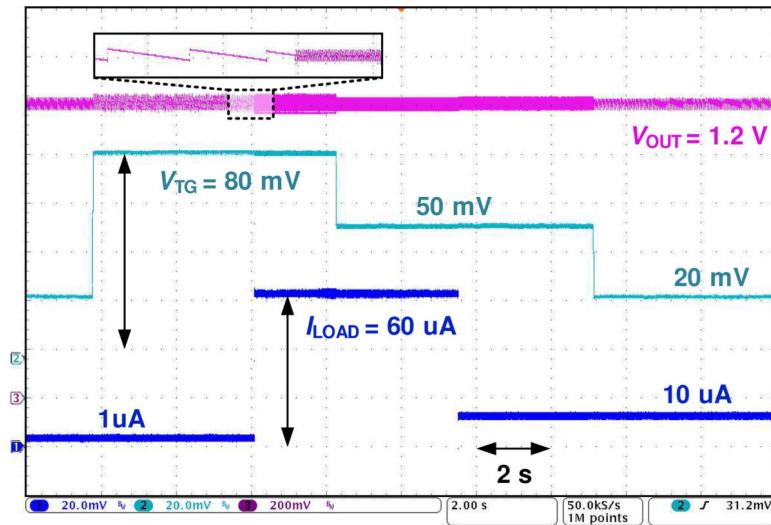 V_OUT = 1.2 V
V_TG = 80 mV
50 mV
20 mV
I_LOAD = 60 uA
1uA
10 uA
2 s
2
3
1
1 20.0mV 2 20.0mV 3 200mV
2.00 s
50.0kS/s
1M points
2 31.2mV